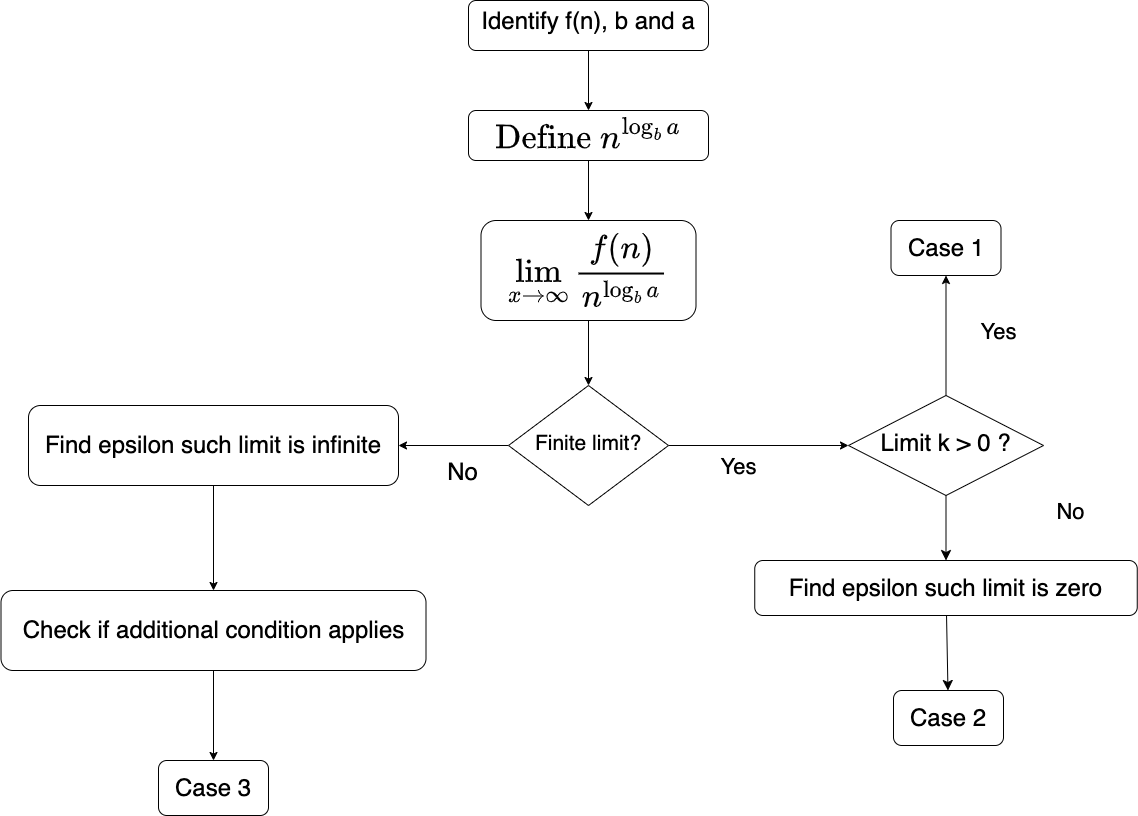 Identify f(n), b and a
Define $n^{\log_b a}$
$\lim_{x \to \infty} \frac{f(n)}{n^{\log_b a}}$
Case 1
Yes
Find epsilon such limit is infinite
Finite limit?
Limit k > 0 ?
No
Yes
No
Find epsilon such limit is zero
Check if additional condition applies
Case 2
Case 3